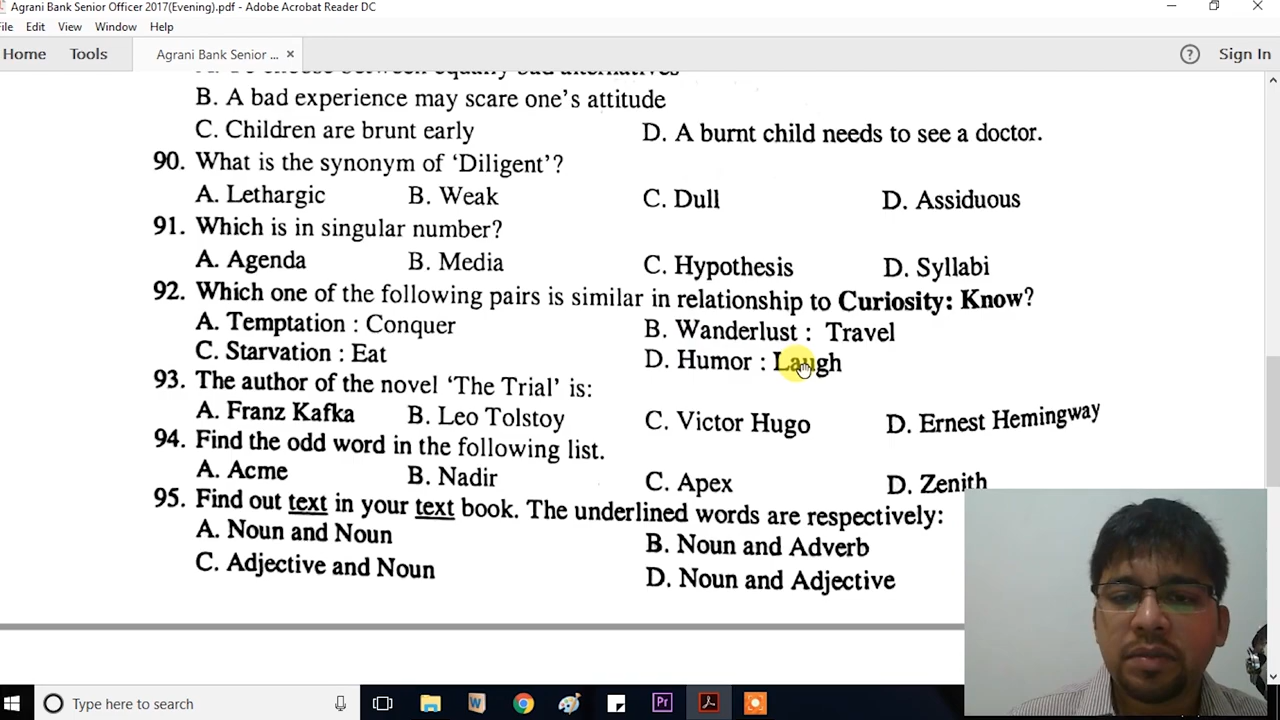 Agrani Bank Senior Officer 2017(Evening).pdf - Adobe Acrobat Reader DC
File Edit View Window Help
Home Tools Agrani Bank Senior ... × ? Sign In
A. To choose between equally bad alternatives
B. A bad experience may scare one's attitude
C. Children are brunt early D. A burnt child needs to see a doctor.
90. What is the synonym of 'Diligent'?
A. Lethargic B. Weak C. Dull D. Assiduous
91. Which is in singular number?
A. Agenda B. Media C. Hypothesis D. Syllabi
92. Which one of the following pairs is similar in relationship to Curiosity: Know?
A. Temptation : Conquer B. Wanderlust : Travel
C. Starvation : Eat D. Humor : Laugh
93. The author of the novel 'The Trial' is:
A. Franz Kafka B. Leo Tolstoy C. Victor Hugo D. Ernest Hemingway
94. Find the odd word in the following list.
A. Acme B. Nadir C. Apex D. Zenith
95. Find out text in your text book. The underlined words are respectively:
A. Noun and Noun B. Noun and Adverb
C. Adjective and Noun D. Noun and Adjective
Type here to search